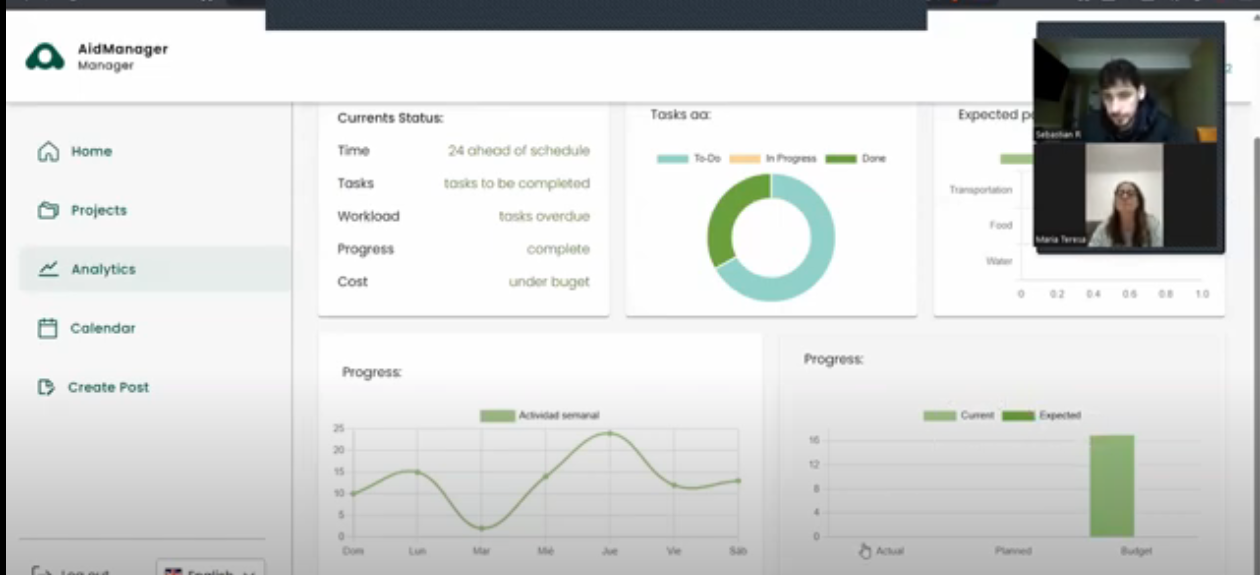 AidManager
Manager
Home
Projects
Analytics
Calendar
Create Post
Log out
English
Currents Status:
Time 24 ahead of schedule
Tasks tasks to be completed
Workload tasks overdue
Progress complete
Cost under buget
Tasks aa:
To-Do In Progress Done
Expected
Transportation
Food
Water
0 0.2 0.4 0.6 0.8 1.0
Sebastian R
Maria Teresa
Progress:
Actividad semanal
25
20
15
10
5
0
Dom Lun Mar Mié Jue Vie Sáb
Progress:
Current Expected
16
12
8
4
0
Actual Planned Budget